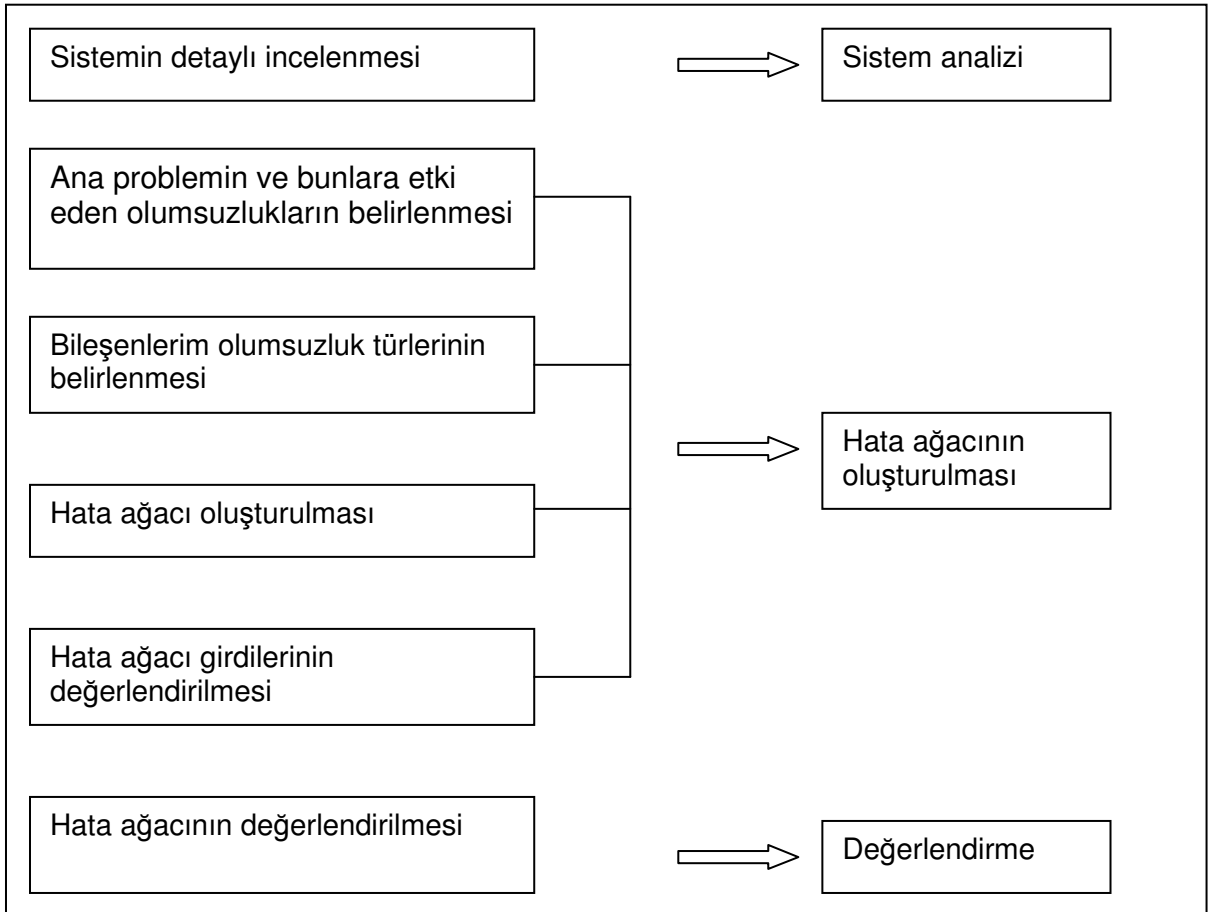 Sistemin detaylı incelenmesi
Sistem analizi
Ana problemin ve bunlara etki
eden olumsuzlukların belirlenmesi
Bileşenlerim olumsuzluk türlerinin
belirlenmesi
Hata ağacının
oluşturulması
Hata ağacı oluşturulması
Hata ağacı girdilerinin
değerlendirilmesi
Hata ağacının değerlendirilmesi
Değerlendirme